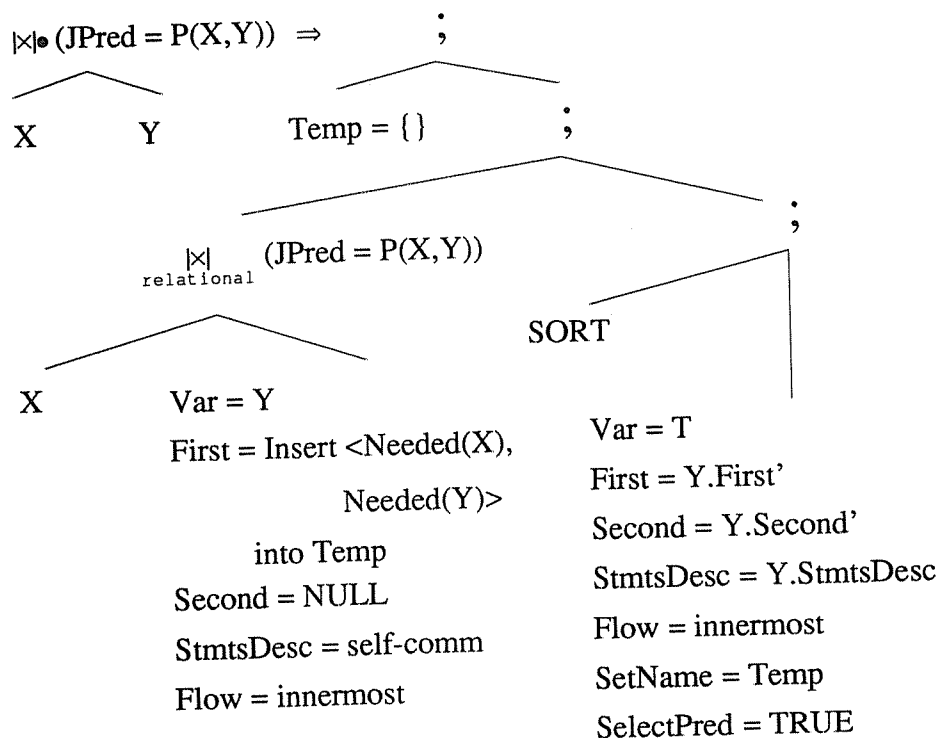 |×|• (JPred = P(X,Y)) ⇒ ;
X Y Temp = { } ;
|×| (JPred = P(X,Y)) ;
relational
SORT
X
Var = Y
First = Insert <Needed(X),
Needed(Y)>
into Temp
Second = NULL
StmtsDesc = self-comm
Flow = innermost
Var = T
First = Y.First’
Second = Y.Second’
StmtsDesc = Y.StmtsDesc
Flow = innermost
SetName = Temp
SelectPred = TRUE